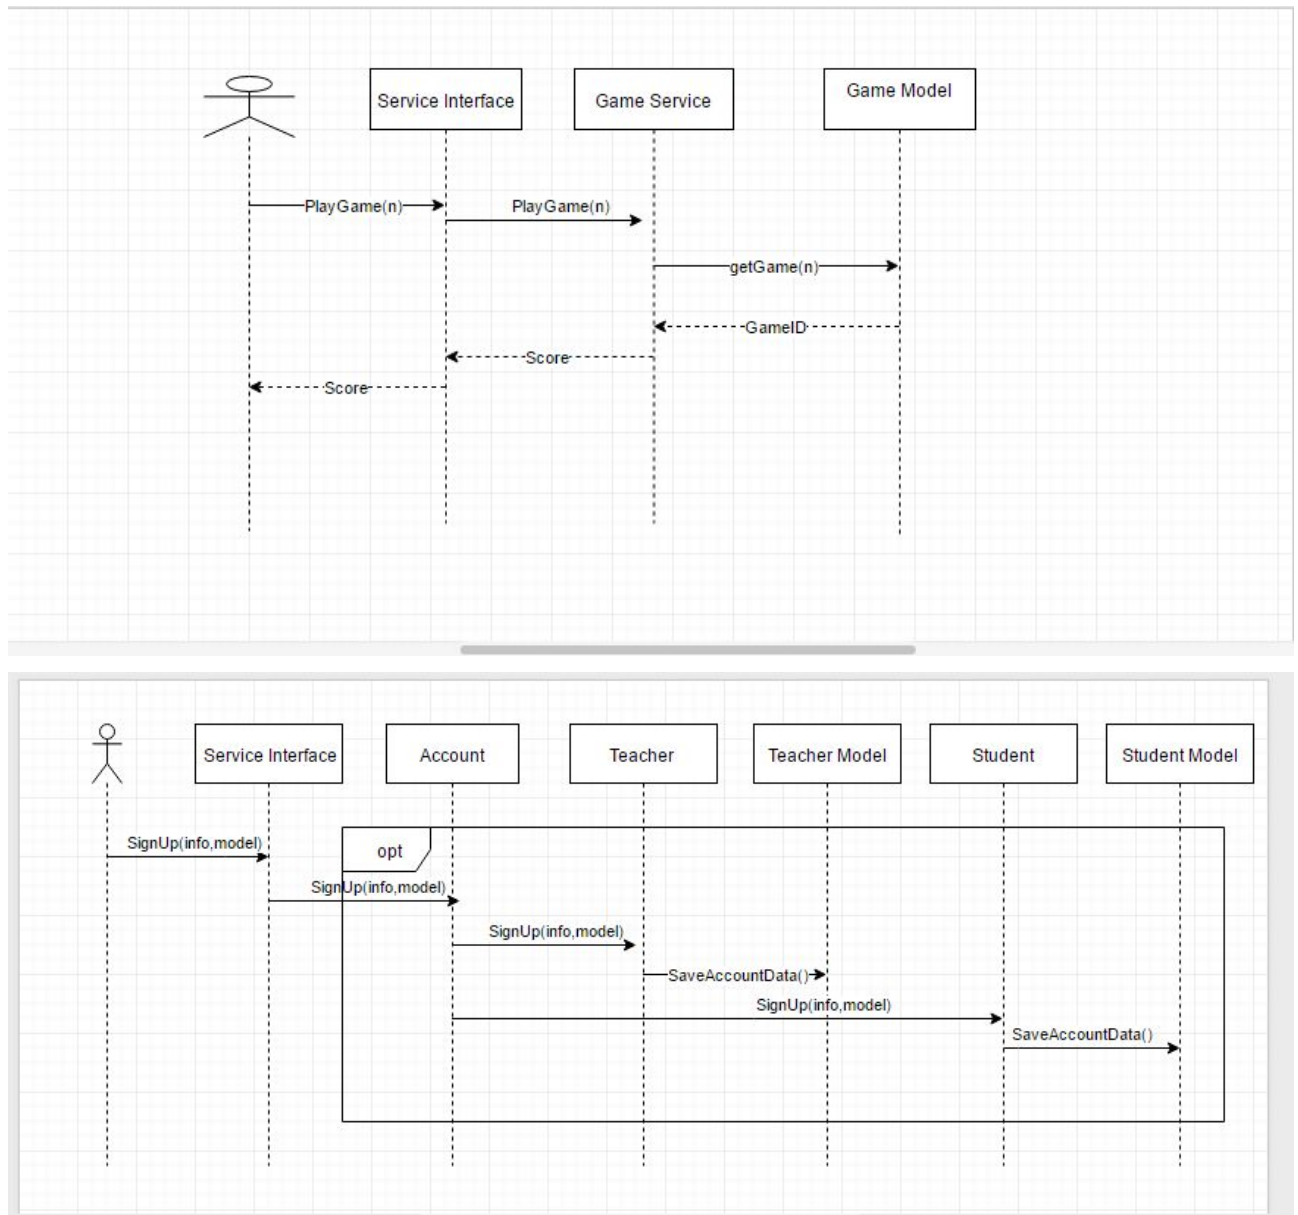 Service Interface
Game Service
Game Model
PlayGame(n)
PlayGame(n)
getGame(n)
GameID
Score
Score
Service Interface
Account
Teacher
Teacher Model
Student
Student Model
SignUp(info,model)
opt
SignUp(info,model)
SignUp(info,model)
SaveAccountData()
SignUp(info,model)
SaveAccountData()